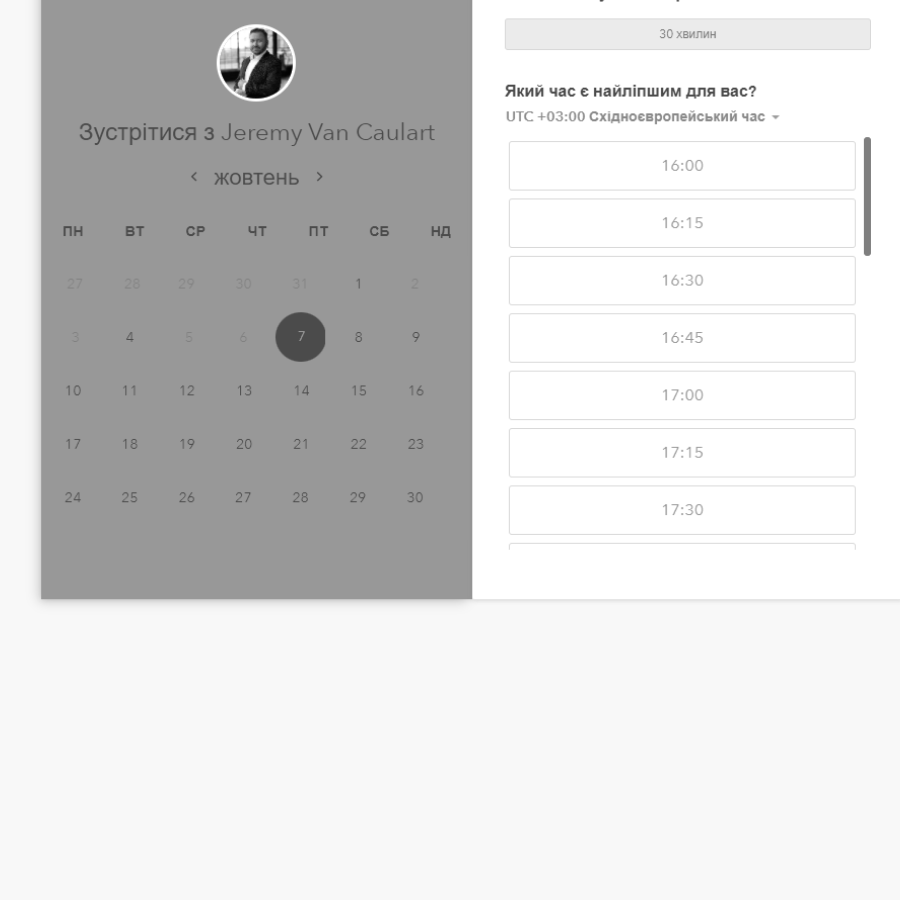 Зустрітися з Jeremy Van Caulart
жовтень
ПН ВТ СР ЧТ ПТ СБ НД
27 28 29 30 31 1 2
3 4 5 6 7 8 9
10 11 12 13 14 15 16
17 18 19 20 21 22 23
24 25 26 27 28 29 30
30 хвилин
Який час є найліпшим для вас?
UTC +03:00 Східноєвропейський час
16:00
16:15
16:30
16:45
17:00
17:15
17:30